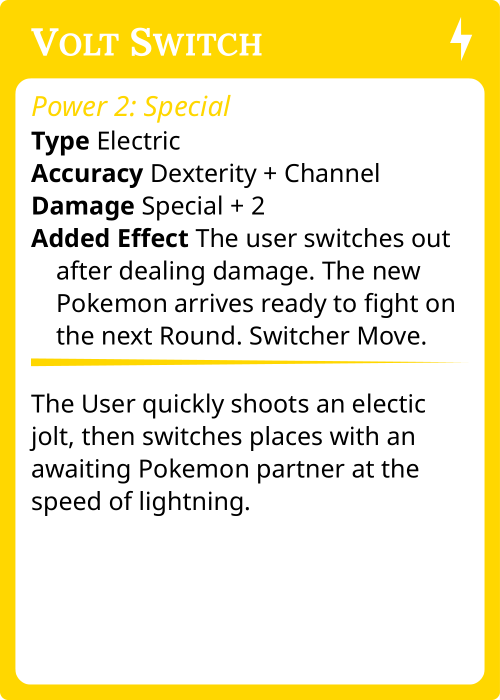 Volt Switch
Power 2: Special
Type Electric
Accuracy Dexterity + Channel
Damage Special + 2
Added Effect The user switches out
after dealing damage. The new
Pokemon arrives ready to fight on
the next Round. Switcher Move.
The User quickly shoots an electic
jolt, then switches places with an
awaiting Pokemon partner at the
speed of lightning.